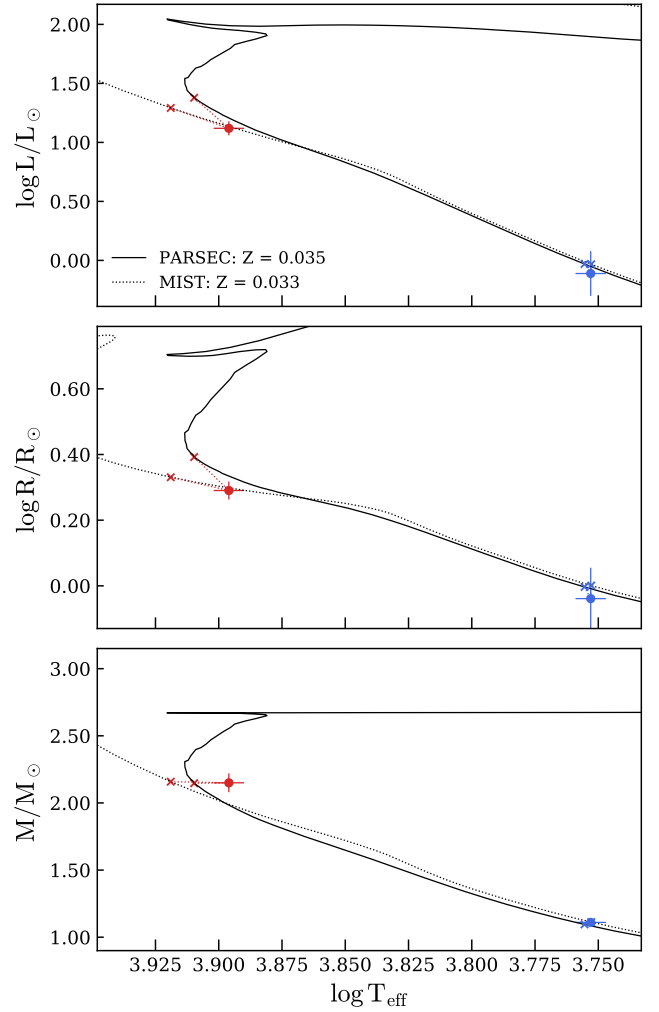 2.00
1.50
1.00
0.50
0.00
log L/L⊙
PARSEC: Z = 0.035
MIST: Z = 0.033
0.60
0.40
0.20
0.00
log R/R⊙
3.00
2.50
2.00
1.50
1.00
M/M⊙
3.925 3.900 3.875 3.850 3.825 3.800 3.775 3.750
log Teff